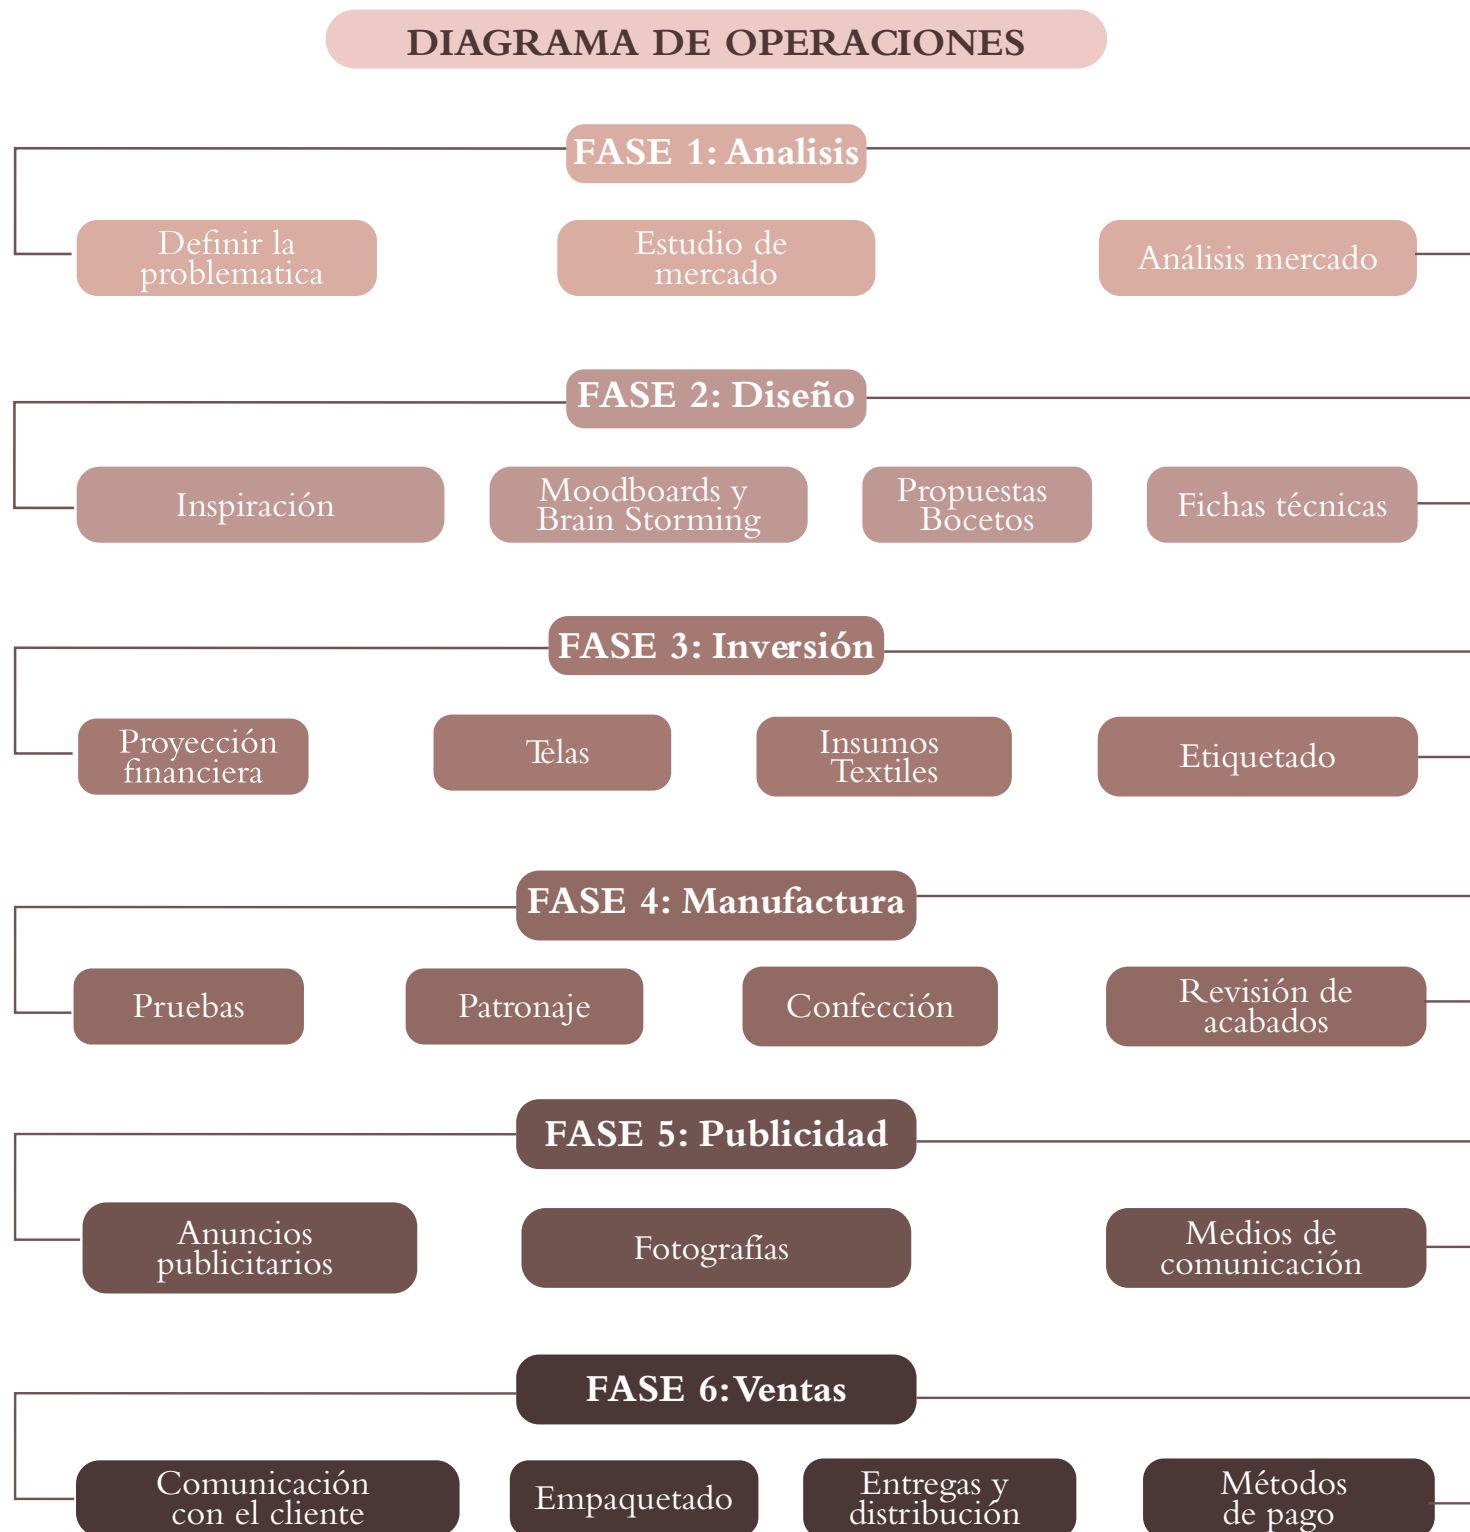 DIAGRAMA DE OPERACIONES
FASE 1: Analisis
Definir la
problematica
Estudio de
mercado
Análisis mercado
FASE 2: Diseño
Inspiración
Moodboards y
Brain Storming
Propuestas
Bocetos
Fichas técnicas
FASE 3: Inversión
Proyección
financiera
Telas
Insumos
Textiles
Etiquetado
FASE 4: Manufactura
Pruebas
Patronaje
Confección
Revisión de
acabados
FASE 5: Publicidad
Anuncios
publicitarios
Fotografías
Medios de
comunicación
FASE 6: Ventas
Comunicación
con el cliente
Empaquetado
Entregas y
distribución
Métodos
de pago